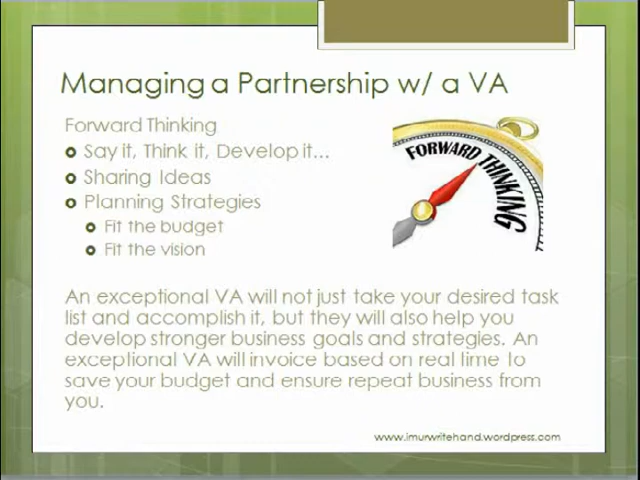 Managing a Partnership w/ a VA
Forward Thinking
Say it, Think it, Develop it...
Sharing Ideas
Planning Strategies
Fit the budget
Fit the vision
FORWARD THINKING
An exceptional VA will not just take your desired task
list and accomplish it, but they will also help you
develop stronger business goals and strategies. An
exceptional VA will invoice based on real time to
save your budget and ensure repeat business from
you.
www.imurwritehand.wordpress.com